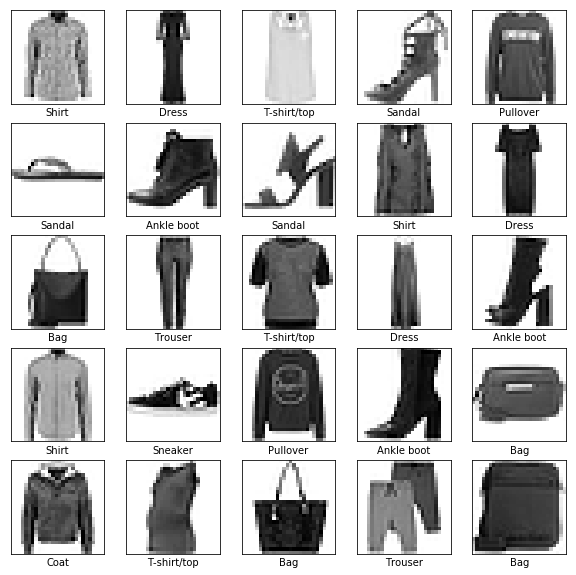 Shirt Dress T-shirt/top Sandal Pullover
Sandal Ankle boot Sandal Shirt Dress
Bag Trouser T-shirt/top Dress Ankle boot
Shirt Sneaker Pullover Ankle boot Bag
Coat T-shirt/top Bag Trouser Bag